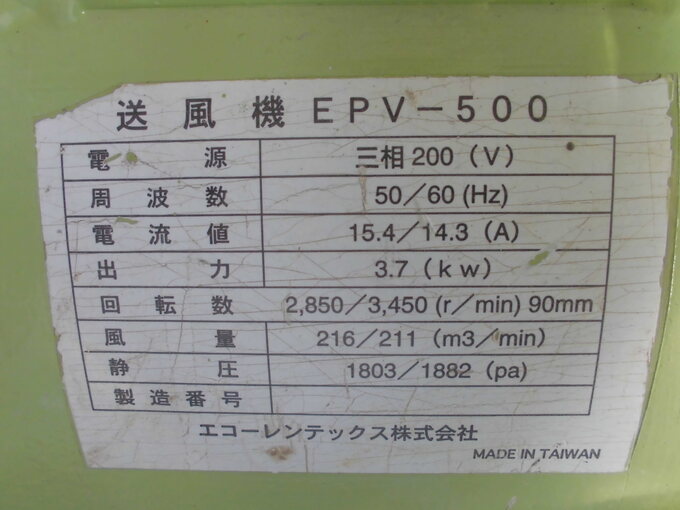 送風機 EPV-500
電源 三相200（V）
周波数 50／60 (Hz)
電流値 15.4／14.3（A）
出力 3.7（kw）
回転数 2,850／3,450 (r／min) 90mm
風量 216／211（m3／min）
静圧 1803／1882（pa）
製造番号
エコーレンテックス株式会社
MADE IN TAIWAN